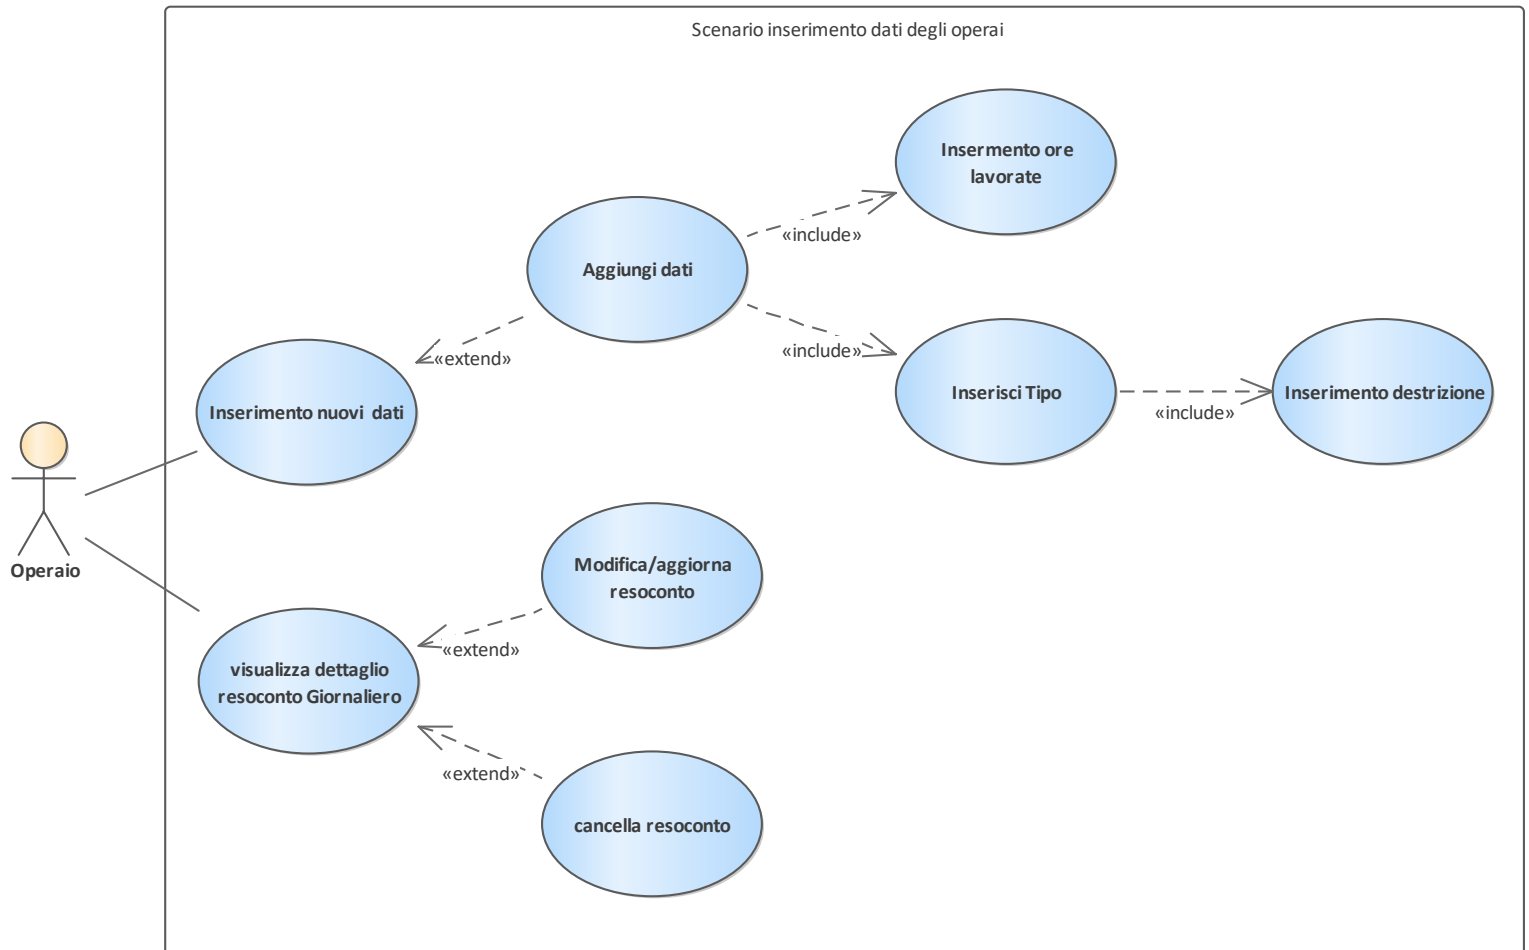 Scenario inserimento dati degli operai
Insermento ore
lavorate
«include»
Aggiungi dati
«include»
«extend»
Inserisci Tipo
«include»
Inserimento destrizione
Inserimento nuovi  dati
Operaio
Modifica/aggiorna
resoconto
«extend»
visualizza dettaglio
resoconto Giornaliero
«extend»
cancella resoconto